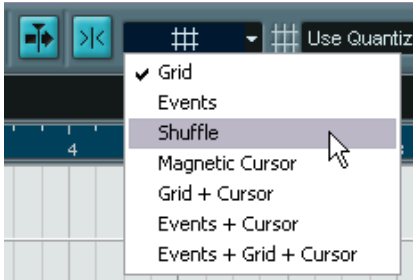 Use Quantiz
Grid
Events
Shuffle
4
Magnetic Cursor
Grid + Cursor
Events + Cursor
Events + Grid + Cursor